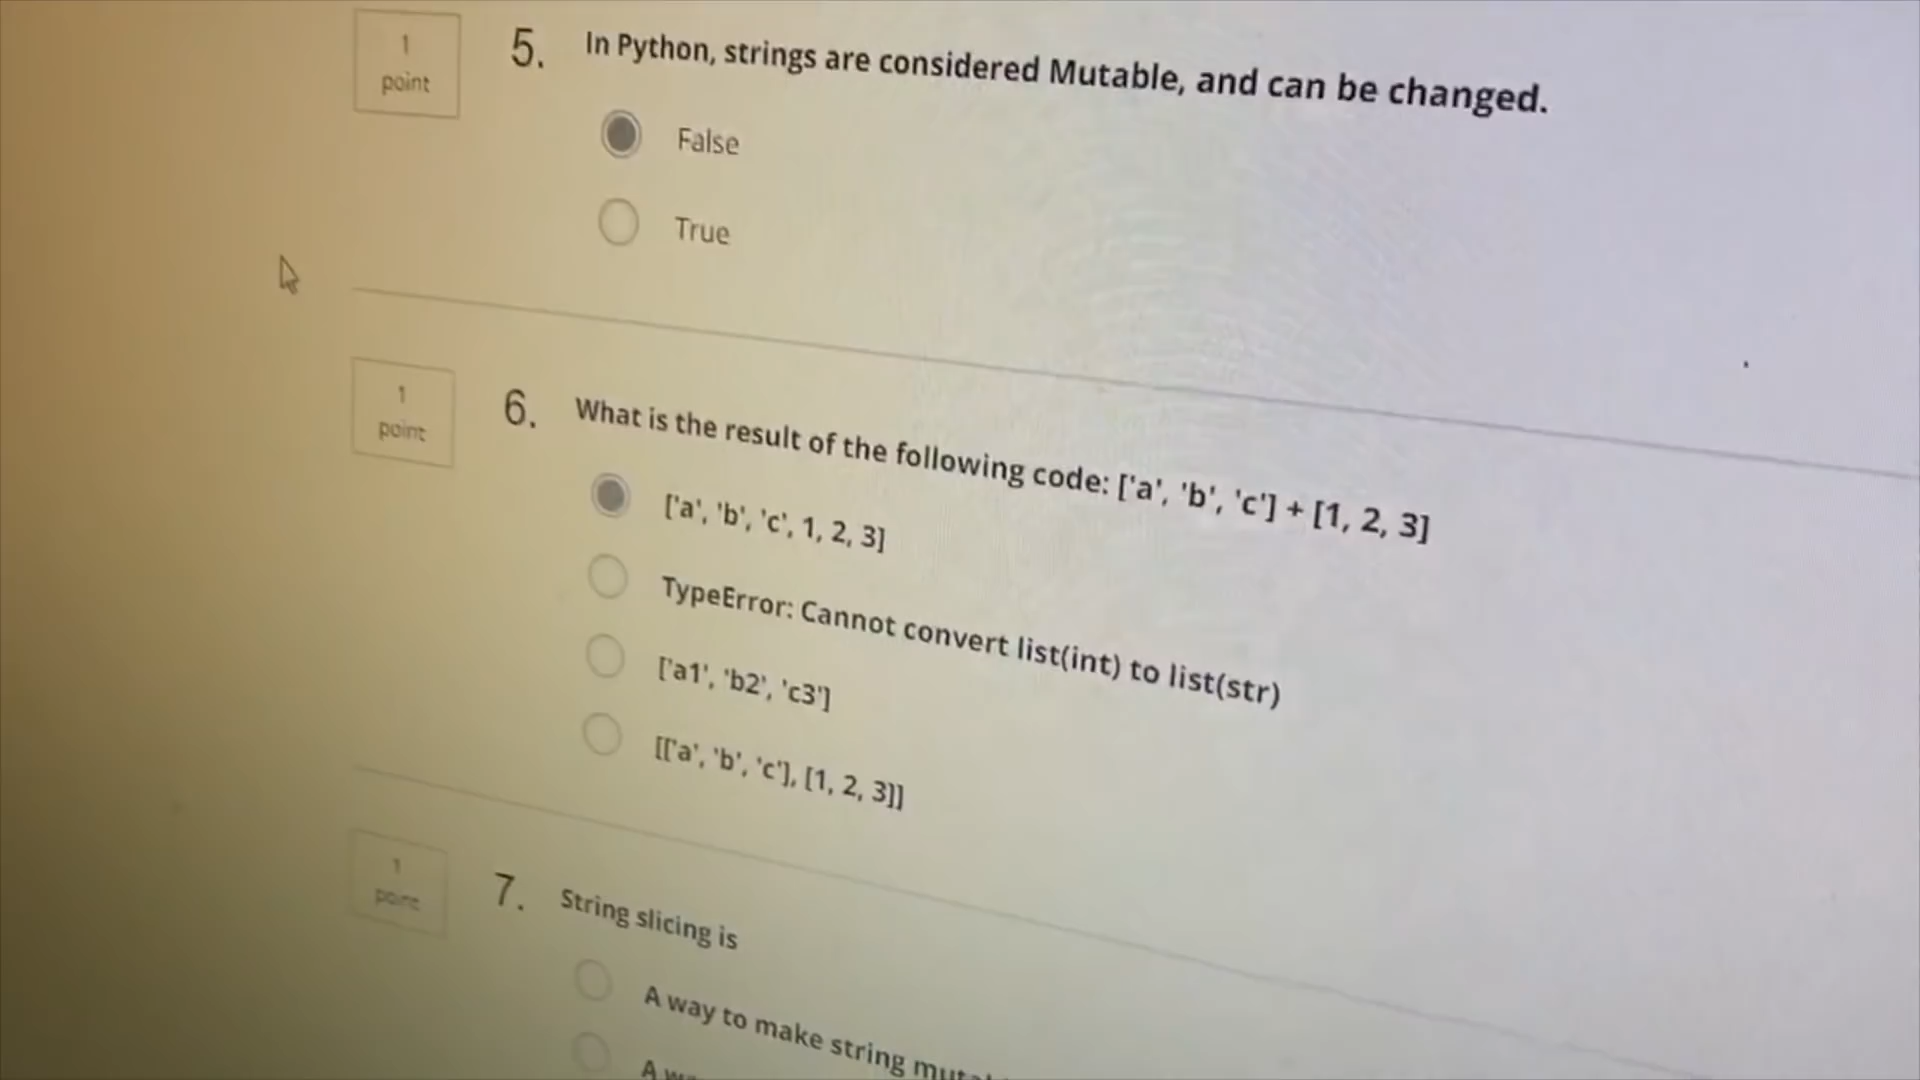 1
point
5. In Python, strings are considered Mutable, and can be changed.
False
True
1
point
6. What is the result of the following code: ['a', 'b', 'c'] + [1, 2, 3]
['a', 'b', 'c', 1, 2, 3]
TypeError: Cannot convert list(int) to list(str)
['a1', 'b2', 'c3']
[['a', 'b', 'c'], [1, 2, 3]]
1
point
7. String slicing is
A way to make string
A